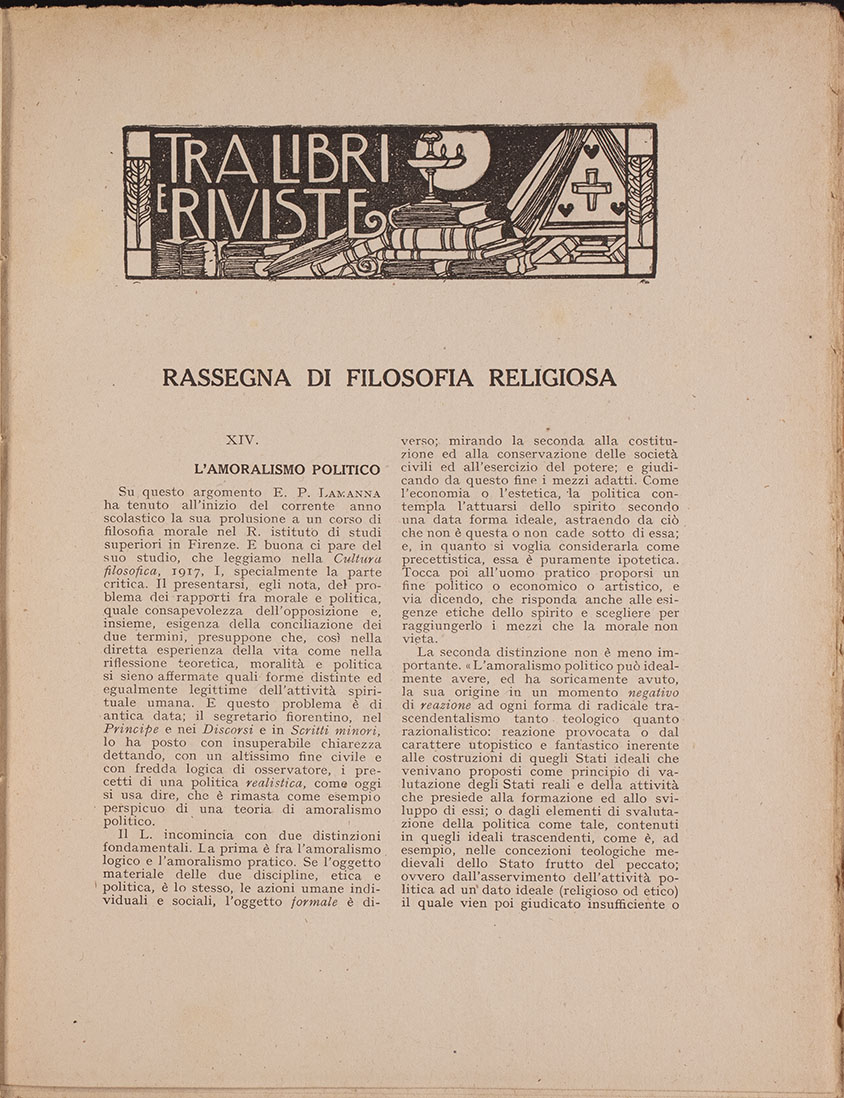 TRA LIBRI
E RIVISTE
RASSEGNA DI FILOSOFIA RELIGIOSA
XIV.
L'AMORALISMO POLITICO
Su questo argomento E. P. LAMANNA
ha tenuto all'inizio del corrente anno
scolastico la sua prolusione a un corso di
filosofia morale nel R. istituto di studi
superiori in Firenze. E buona ci pare del
suo studio, che leggiamo nella Cultura
filosofica, 1917, I, specialmente la parte
critica. Il presentarsi, egli nota, del pro-
blema dei rapporti fra morale e politica,
quale consapevolezza dell'opposizione e,
insieme, esigenza della conciliazione dei
due termini, presuppone che, così nella
diretta esperienza della vita come nella
riflessione teoretica, moralità e politica
si sieno affermate quali forme distinte ed
egualmente legittime dell'attività spiri-
tuale umana. E questo problema è di
antica data; il segretario fiorentino, nel
Principe e nei Discorsi e in Scritti minori,
lo ha posto con insuperabile chiarezza
dettando, con un altissimo fine civile e
con fredda logica di osservatore, i pre-
cetti di una politica realistica, come oggi
si usa dire, che è rimasta come esempio
perspicuo di una teoria di amoralismo
politico.
Il L. incomincia con due distinzioni
fondamentali. La prima è fra l'amoralismo
logico e l'amoralismo pratico. Se l'oggetto
materiale delle due discipline, etica e
politica, è lo stesso, le azioni umane indi-
viduali e sociali, l'oggetto formale è di-
verso; mirando la seconda alla costitu-
zione ed alla conservazione delle società
civili ed all'esercizio del potere; e giudi-
cando da questo fine i mezzi adatti. Come
l'economia o l'estetica, la politica con-
templa l'attuarsi dello spirito secondo
una data forma ideale, astraendo da ciò
che non è questa o non cade sotto di essa;
e, in quanto si voglia considerarla come
precettistica, essa è puramente ipotetica.
Tocca poi all'uomo pratico proporsi un
fine politico o economico o artistico, e
via dicendo, che risponda anche alle esi-
genze etiche dello spirito e scegliere per
raggiungerlo i mezzi che la morale non
vieta.
La seconda distinzione non è meno im-
portante. «L'amoralismo politico può ideal-
mente avere, ed ha soricamente avuto,
la sua origine in un momento negativo
di reazione ad ogni forma di radicale tra-
scendentalismo tanto teologico quanto
razionalistico: reazione provocata o dal
carattere utopistico e fantastico inerente
alle costruzioni di quegli Stati ideali che
venivano proposti come principio di va-
lutazione degli Stati reali e della attività
che presiede alla formazione ed allo svi-
luppo di essi; o dagli elementi di svaluta-
zione della politica come tale, contenuti
in quegli ideali trascendenti, come è, ad
esempio, nelle concezioni teologiche me-
dievali dello Stato frutto del peccato;
ovvero dall'asservimento dell'attività po-
litica ad un dato ideale (religioso od etico)
il quale vien poi giudicato insufficiente o